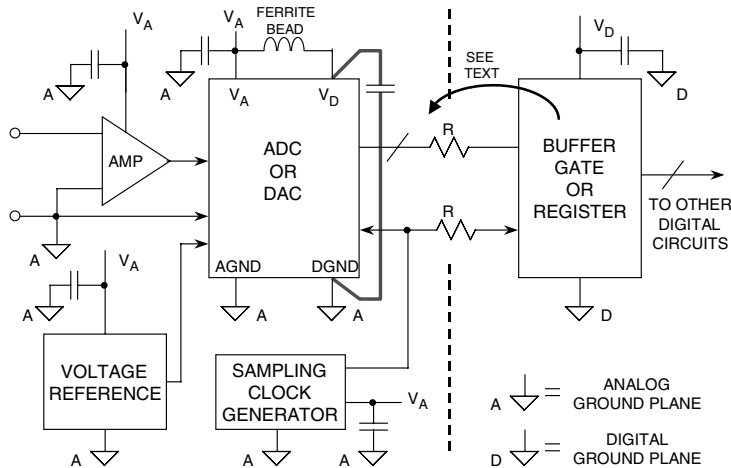 V_A
FERRITE
BEAD
V_A
V_D
A
A
V_A
V_D
SEE
TEXT
D
R
AMP
ADC
OR
DAC
BUFFER
GATE
OR
REGISTER
R
TO OTHER
DIGITAL
CIRCUITS
A
V_A
AGND
DGND
A
A
A
D
VOLTAGE
REFERENCE
SAMPLING
CLOCK
GENERATOR
V_A
A
A
A
A
=
ANALOG
GROUND PLANE
D
=
DIGITAL
GROUND PLANE